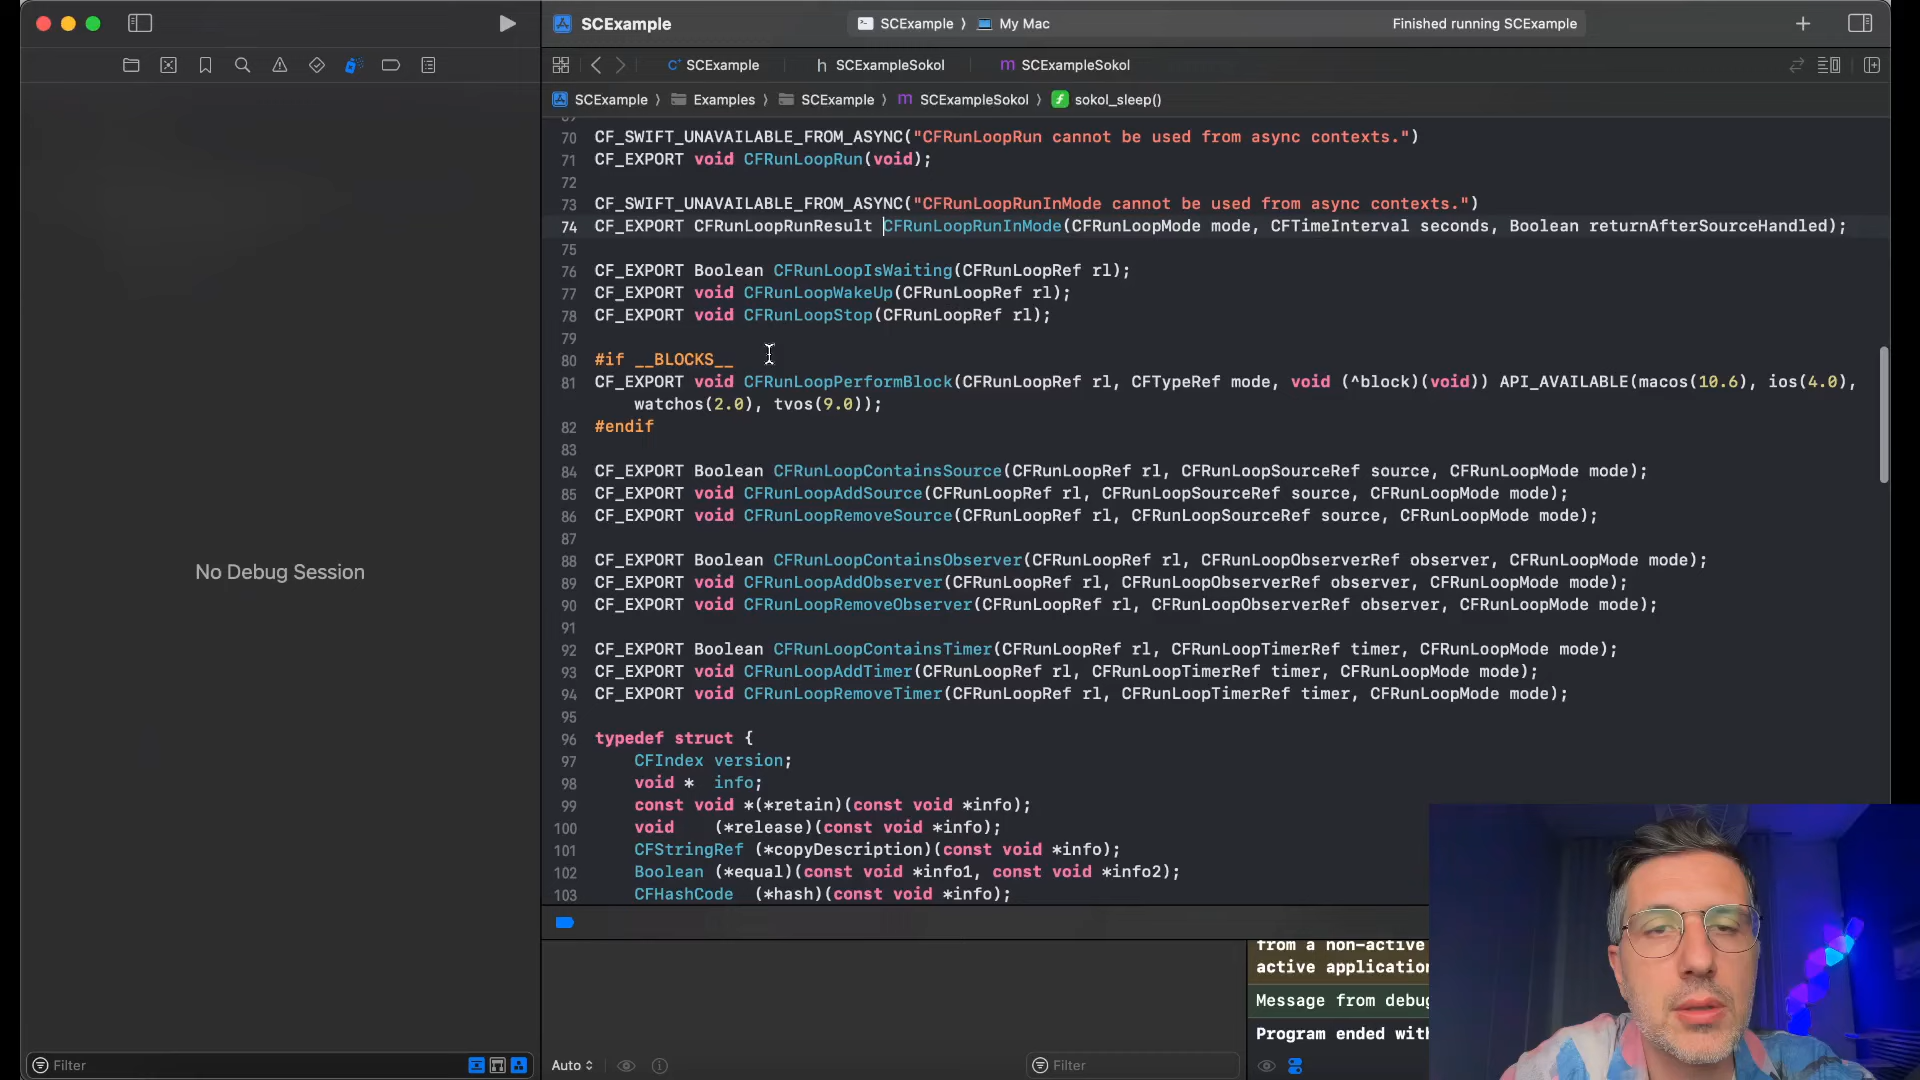 SCExample
SCExample 〉 My Mac
Finished running SCExample
SCExample
h SCExampleSokol
m SCExampleSokol
SCExample 〉 Examples 〉 SCExample 〉 m SCExampleSokol 〉 f sokol_sleep()
70 CF_SWIFT_UNAVAILABLE_FROM_ASYNC("CFRunLoopRun cannot be used from async contexts.")
71 CF_EXPORT void CFRunLoopRun(void);
72
73 CF_SWIFT_UNAVAILABLE_FROM_ASYNC("CFRunLoopRunInMode cannot be used from async contexts.")
74 CF_EXPORT CFRunLoopRunResult CFRunLoopRunInMode(CFRunLoopMode mode, CFTimeInterval seconds, Boolean returnAfterSourceHandled);
75
76 CF_EXPORT Boolean CFRunLoopIsWaiting(CFRunLoopRef rl);
77 CF_EXPORT void CFRunLoopWakeUp(CFRunLoopRef rl);
78 CF_EXPORT void CFRunLoopStop(CFRunLoopRef rl);
79
80 #if __BLOCKS__
81 CF_EXPORT void CFRunLoopPerformBlock(CFRunLoopRef rl, CFTypeRef mode, void (^block)(void)) API_AVAILABLE(macos(10.6), ios(4.0),
watchos(2.0), tvos(9.0));
82 #endif
83
84 CF_EXPORT Boolean CFRunLoopContainsSource(CFRunLoopRef rl, CFRunLoopSourceRef source, CFRunLoopMode mode);
85 CF_EXPORT void CFRunLoopAddSource(CFRunLoopRef rl, CFRunLoopSourceRef source, CFRunLoopMode mode);
86 CF_EXPORT void CFRunLoopRemoveSource(CFRunLoopRef rl, CFRunLoopSourceRef source, CFRunLoopMode mode);
87
88 CF_EXPORT Boolean CFRunLoopContainsObserver(CFRunLoopRef rl, CFRunLoopObserverRef observer, CFRunLoopMode mode);
89 CF_EXPORT void CFRunLoopAddObserver(CFRunLoopRef rl, CFRunLoopObserverRef observer, CFRunLoopMode mode);
90 CF_EXPORT void CFRunLoopRemoveObserver(CFRunLoopRef rl, CFRunLoopObserverRef observer, CFRunLoopMode mode);
91
92 CF_EXPORT Boolean CFRunLoopContainsTimer(CFRunLoopRef rl, CFRunLoopTimerRef timer, CFRunLoopMode mode);
93 CF_EXPORT void CFRunLoopAddTimer(CFRunLoopRef rl, CFRunLoopTimerRef timer, CFRunLoopMode mode);
94 CF_EXPORT void CFRunLoopRemoveTimer(CFRunLoopRef rl, CFRunLoopTimerRef timer, CFRunLoopMode mode);
95
96 typedef struct {
97 CFIndex version;
98 void * info;
99 const void *(*retain)(const void *info);
100 void (*release)(const void *info);
101 CFStringRef (*copyDescription)(const void *info);
102 Boolean (*equal)(const void *info1, const void *info2);
103 CFHashCode (*hash)(const void *info);
No Debug Session
from a non-active
active application
Message from debug
Program ended with
Filter
Auto
Filter